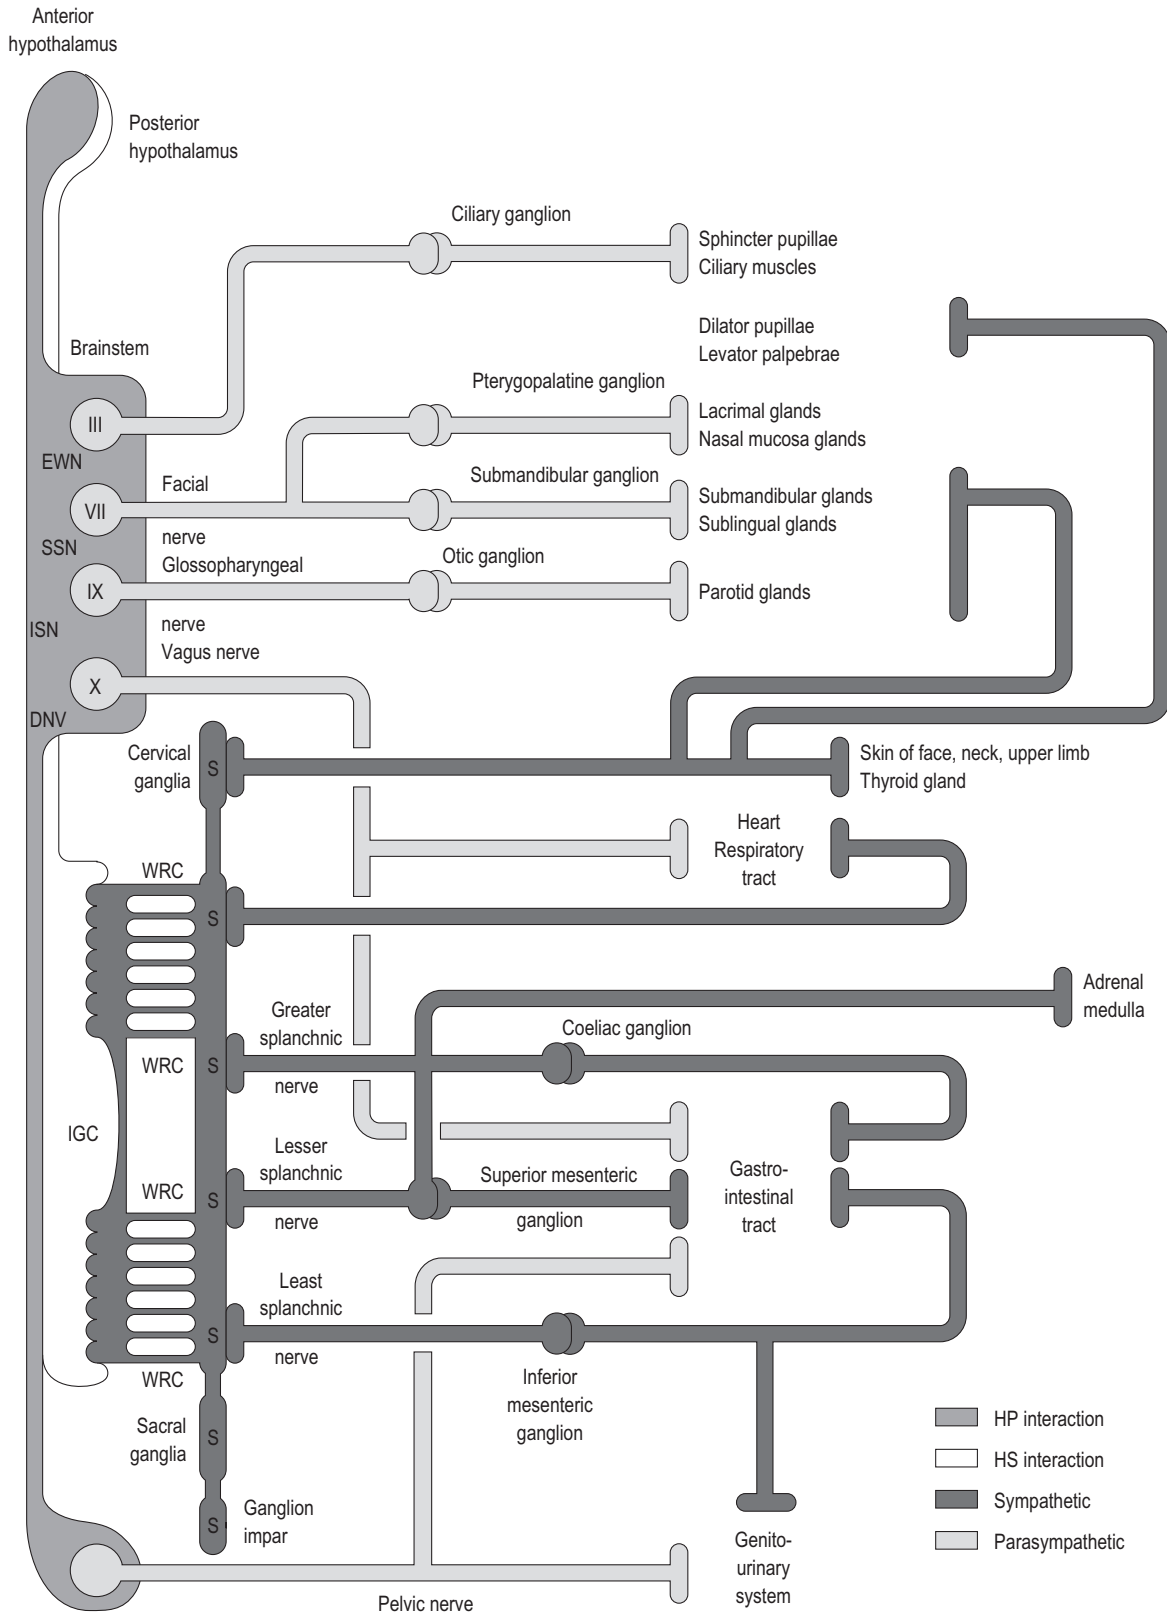 Anterior
hypothalamus
Posterior
hypothalamus
Ciliary ganglion
Sphincter pupillae
Ciliary muscles
Dilator pupillae
Levator palpebrae
Brainstem
Pterygopalatine ganglion
III
Lacrimal glands
Nasal mucosa glands
EWN
Facial
nerve
Submandibular ganglion
VII
Submandibular glands
Sublingual glands
SSN
Glossopharyngeal
nerve
Otic ganglion
IX
Parotid glands
ISN
Vagus nerve
X
DNV
Cervical
ganglia
S
Skin of face, neck, upper limb
Thyroid gland
Heart
Respiratory
tract
WRC
S
Adrenal
medulla
Greater
splanchnic
nerve
Coeliac ganglion
WRC
S
IGC
Lesser
splanchnic
nerve
Superior mesenteric
ganglion
Gastro-
intestinal
tract
WRC
S
Least
splanchnic
nerve
S
Inferior
mesenteric
ganglion
WRC
Sacral
ganglia
S
Ganglion
impar
S
Genito-
urinary
system
Pelvic nerve
HP interaction
HS interaction
Sympathetic
Parasympathetic